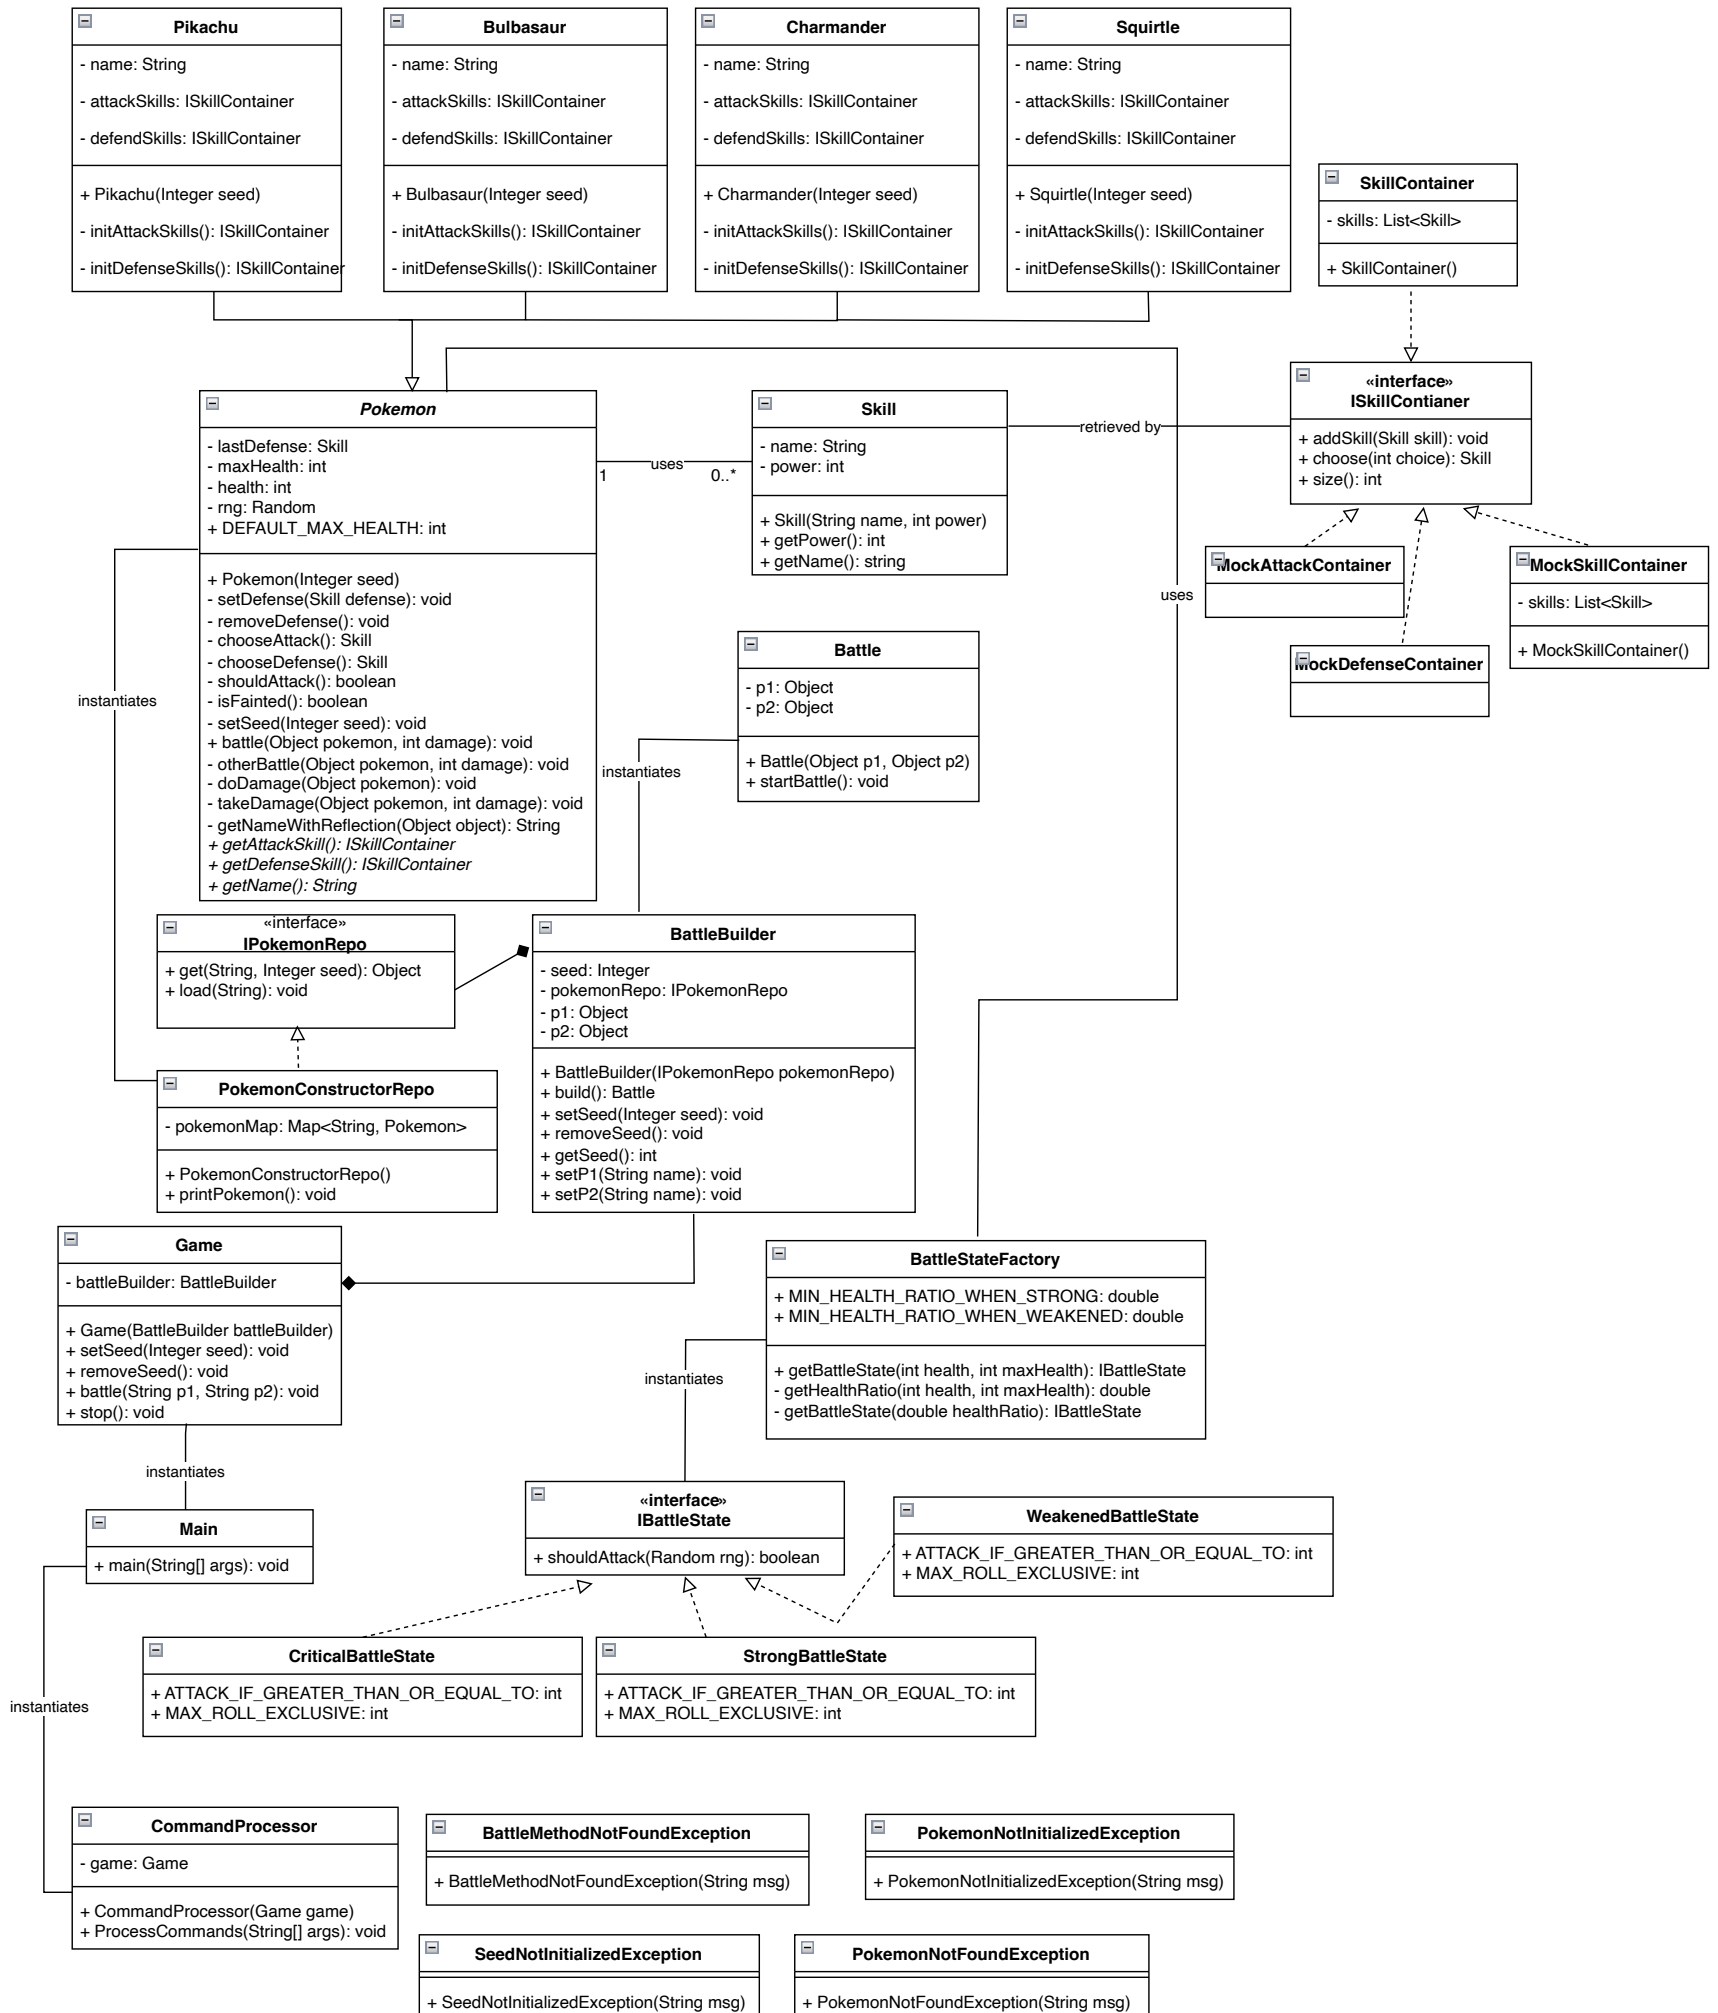 Pikachu
- name: String
- attackSkills: ISkillContainer
- defendSkills: ISkillContainer
+ Pikachu(Integer seed)
- initAttackSkills(): ISkillContainer
- initDefenseSkills(): ISkillContainer
Bulbasaur
- name: String
- attackSkills: ISkillContainer
- defendSkills: ISkillContainer
+ Bulbasaur(Integer seed)
- initAttackSkills(): ISkillContainer
- initDefenseSkills(): ISkillContainer
Charmander
- name: String
- attackSkills: ISkillContainer
- defendSkills: ISkillContainer
+ Charmander(Integer seed)
- initAttackSkills(): ISkillContainer
- initDefenseSkills(): ISkillContainer
Squirtle
- name: String
- attackSkills: ISkillContainer
- defendSkills: ISkillContainer
+ Squirtle(Integer seed)
- initAttackSkills(): ISkillContainer
- initDefenseSkills(): ISkillContainer
SkillContainer
- skills: List<Skill>
+ SkillContainer()
Pokemon
- lastDefense: Skill
- maxHealth: int
- health: int
- rng: Random
+ DEFAULT_MAX_HEALTH: int
+ Pokemon(Integer seed)
- setDefense(Skill defense): void
- removeDefense(): void
- chooseAttack(): Skill
- chooseDefense(): Skill
- shouldAttack(): boolean
- isFainted(): boolean
- setSeed(Integer seed): void
+ battle(Object pokemon, int damage): void
- otherBattle(Object pokemon, int damage): void
- doDamage(Object pokemon): void
- takeDamage(Object pokemon, int damage): void
- getNameWithReflection(Object object): String
+ getAttackSkill(): ISkillContainer
+ getDefenseSkill(): ISkillContainer
+ getName(): String
1
uses
0..*
Skill
- name: String
- power: int
+ Skill(String name, int power)
+ getPower(): int
+ getName(): string
retrieved by
«interface»
ISkillContianer
+ addSkill(Skill skill): void
+ choose(int choice): Skill
+ size(): int
MockAttackContainer
MockSkillContainer
- skills: List<Skill>
+ MockSkillContainer()
MockDefenseContainer
uses
instantiates
Battle
- p1: Object
- p2: Object
+ Battle(Object p1, Object p2)
+ startBattle(): void
instantiates
«interface»
IPokemonRepo
+ get(String, Integer seed): Object
+ load(String): void
BattleBuilder
- seed: Integer
- pokemonRepo: IPokemonRepo
- p1: Object
- p2: Object
+ BattleBuilder(IPokemonRepo pokemonRepo)
+ build(): Battle
+ setSeed(Integer seed): void
+ removeSeed(): void
+ getSeed(): int
+ setP1(String name): void
+ setP2(String name): void
PokemonConstructorRepo
- pokemonMap: Map<String, Pokemon>
+ PokemonConstructorRepo()
+ printPokemon(): void
Game
- battleBuilder: BattleBuilder
+ Game(BattleBuilder battleBuilder)
+ setSeed(Integer seed): void
+ removeSeed(): void
+ battle(String p1, String p2): void
+ stop(): void
BattleStateFactory
+ MIN_HEALTH_RATIO_WHEN_STRONG: double
+ MIN_HEALTH_RATIO_WHEN_WEAKENED: double
+ getBattleState(int health, int maxHealth): IBattleState
- getHealthRatio(int health, int maxHealth): double
- getBattleState(double healthRatio): IBattleState
instantiates
instantiates
Main
+ main(String[] args): void
«interface»
IBattleState
+ shouldAttack(Random rng): boolean
WeakenedBattleState
+ ATTACK_IF_GREATER_THAN_OR_EQUAL_TO: int
+ MAX_ROLL_EXCLUSIVE: int
CriticalBattleState
+ ATTACK_IF_GREATER_THAN_OR_EQUAL_TO: int
+ MAX_ROLL_EXCLUSIVE: int
StrongBattleState
+ ATTACK_IF_GREATER_THAN_OR_EQUAL_TO: int
+ MAX_ROLL_EXCLUSIVE: int
instantiates
CommandProcessor
- game: Game
+ CommandProcessor(Game game)
+ ProcessCommands(String[] args): void
BattleMethodNotFoundException
+ BattleMethodNotFoundException(String msg)
PokemonNotInitializedException
+ PokemonNotInitializedException(String msg)
SeedNotInitializedException
+ SeedNotInitializedException(String msg)
PokemonNotFoundException
+ PokemonNotFoundException(String msg)